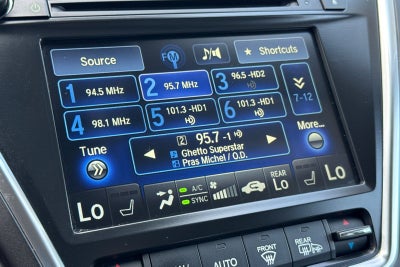 Source
FM
★ Shortcuts
1 94.5 MHz
2 95.7 MHz
3 96.5-HD2
7-12
4 98.1 MHz
5 101.3-HD1
6 101.3-HD1
Tune
95.7-1
2 Ghetto Superstar
Pras Michel / O.D.
More...
Lo
A/C
SYNC
REAR
Lo
Lo
AUTO
FRONT
REAR